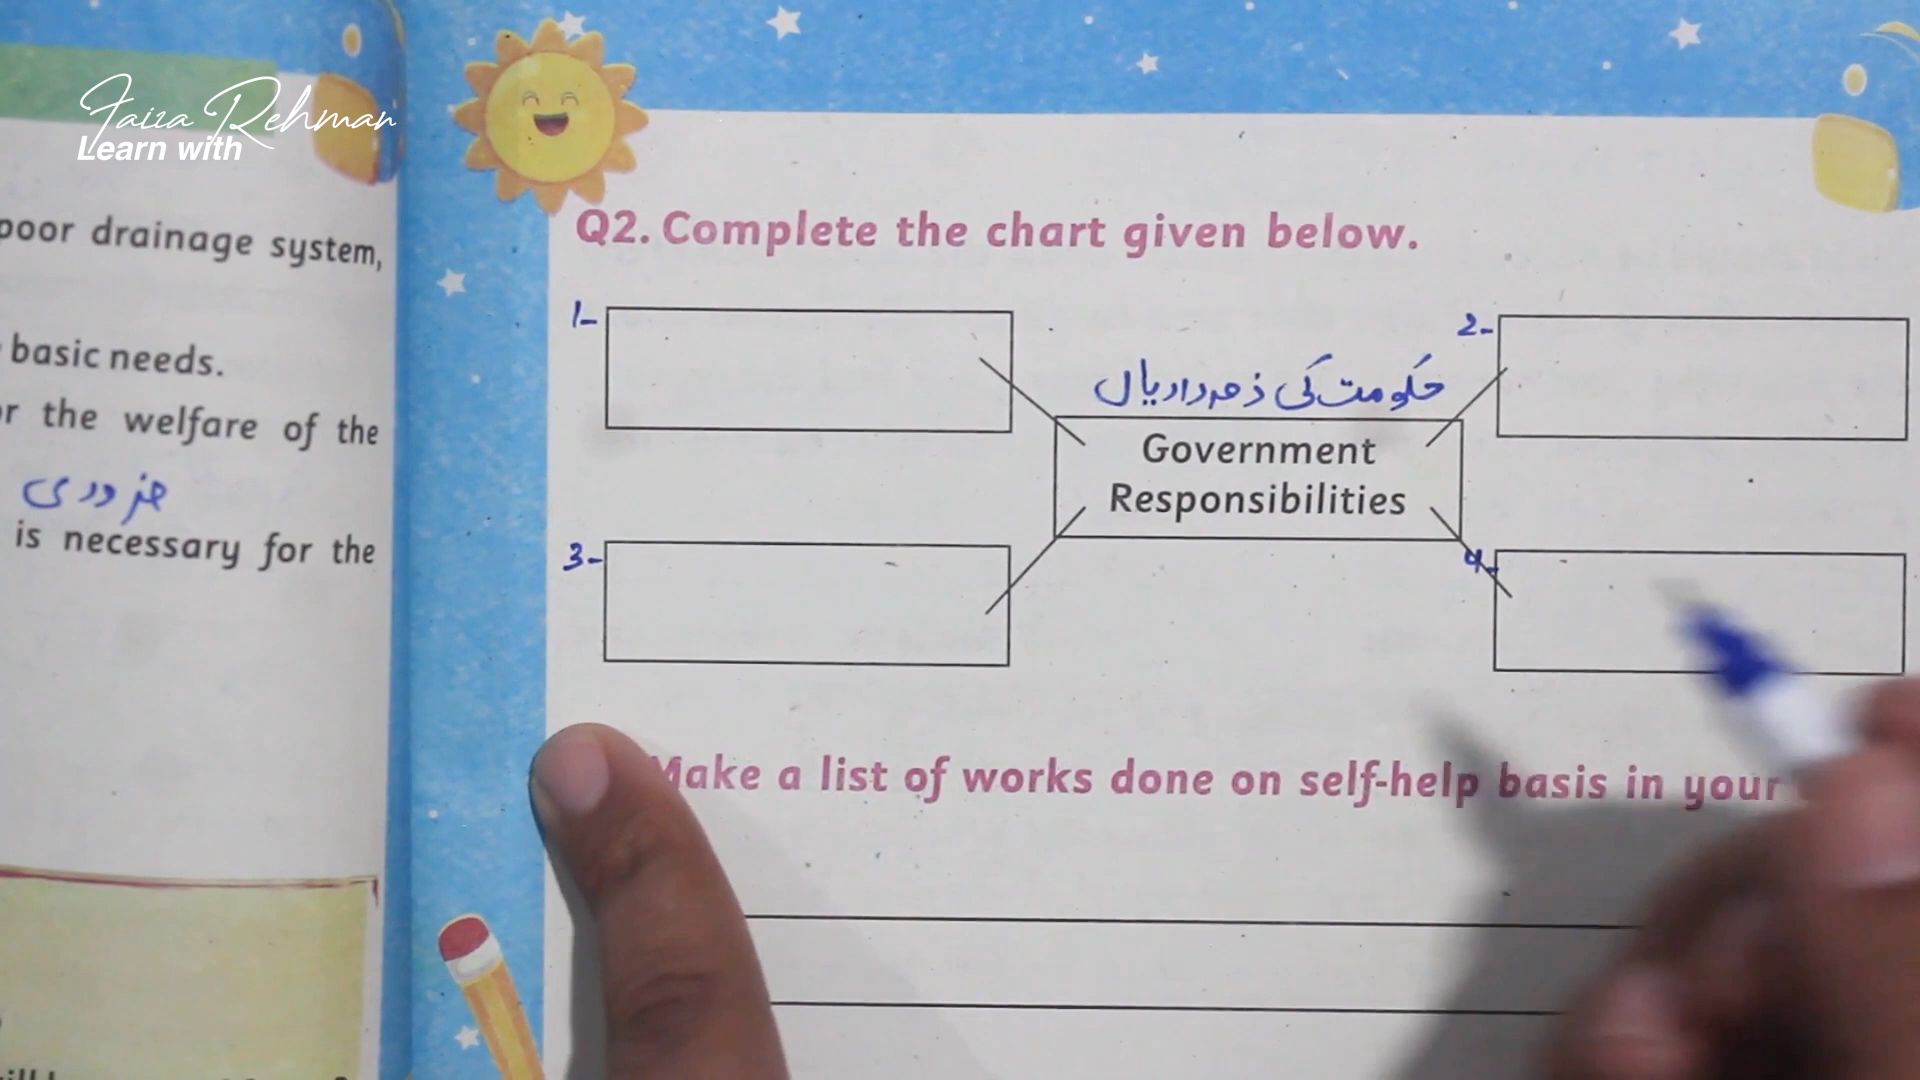 Faiza Rehman
Learn with
poor drainage system,
basic needs.
the welfare of the
ضروری
is necessary for the
Q2. Complete the chart given below.
1-
2-
حکومت کی ذمہ داریاں
Government
Responsibilities
3-
4-
Make a list of works done on self-help basis in your